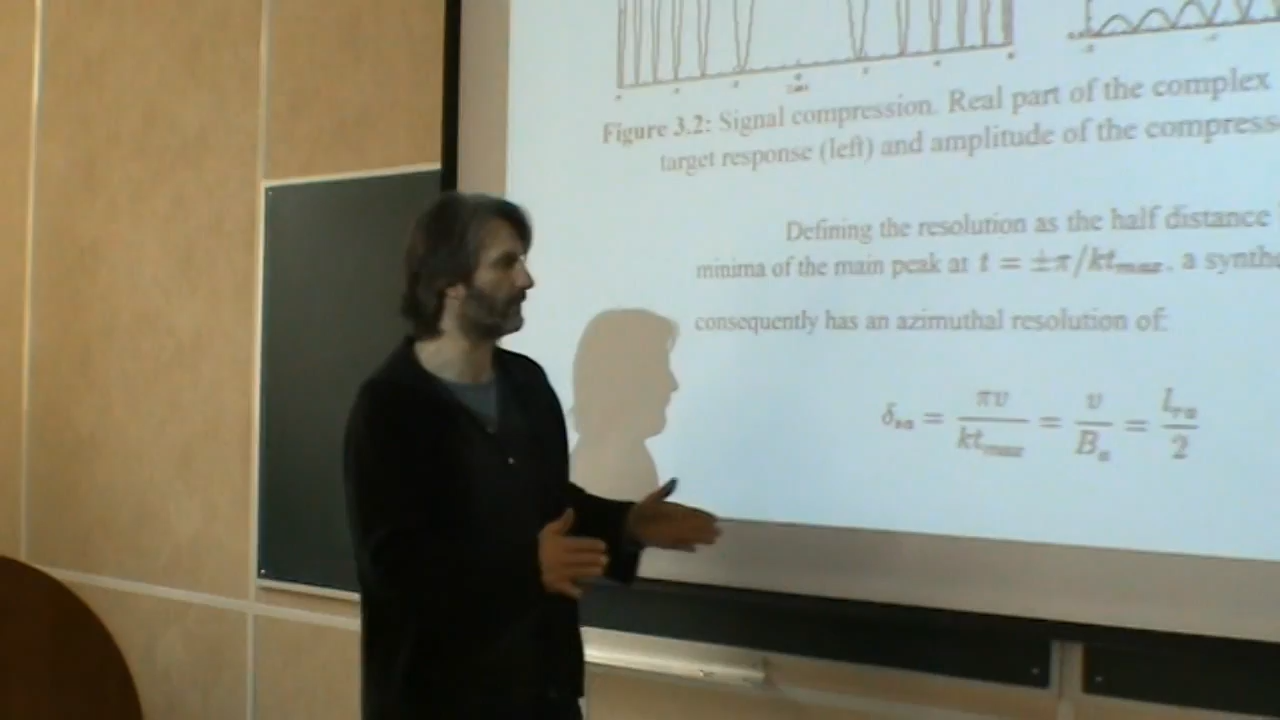 Figure 3.2: Signal compression. Real part of the complex
target response (left) and amplitude of the compress
Defining the resolution as the half distance
minima of the main peak at t = ±π/kt_max, a synthe
consequently has an azimuthal resolution of:
δ_sa = πv/kt_max = v/B_a = l_ra/2